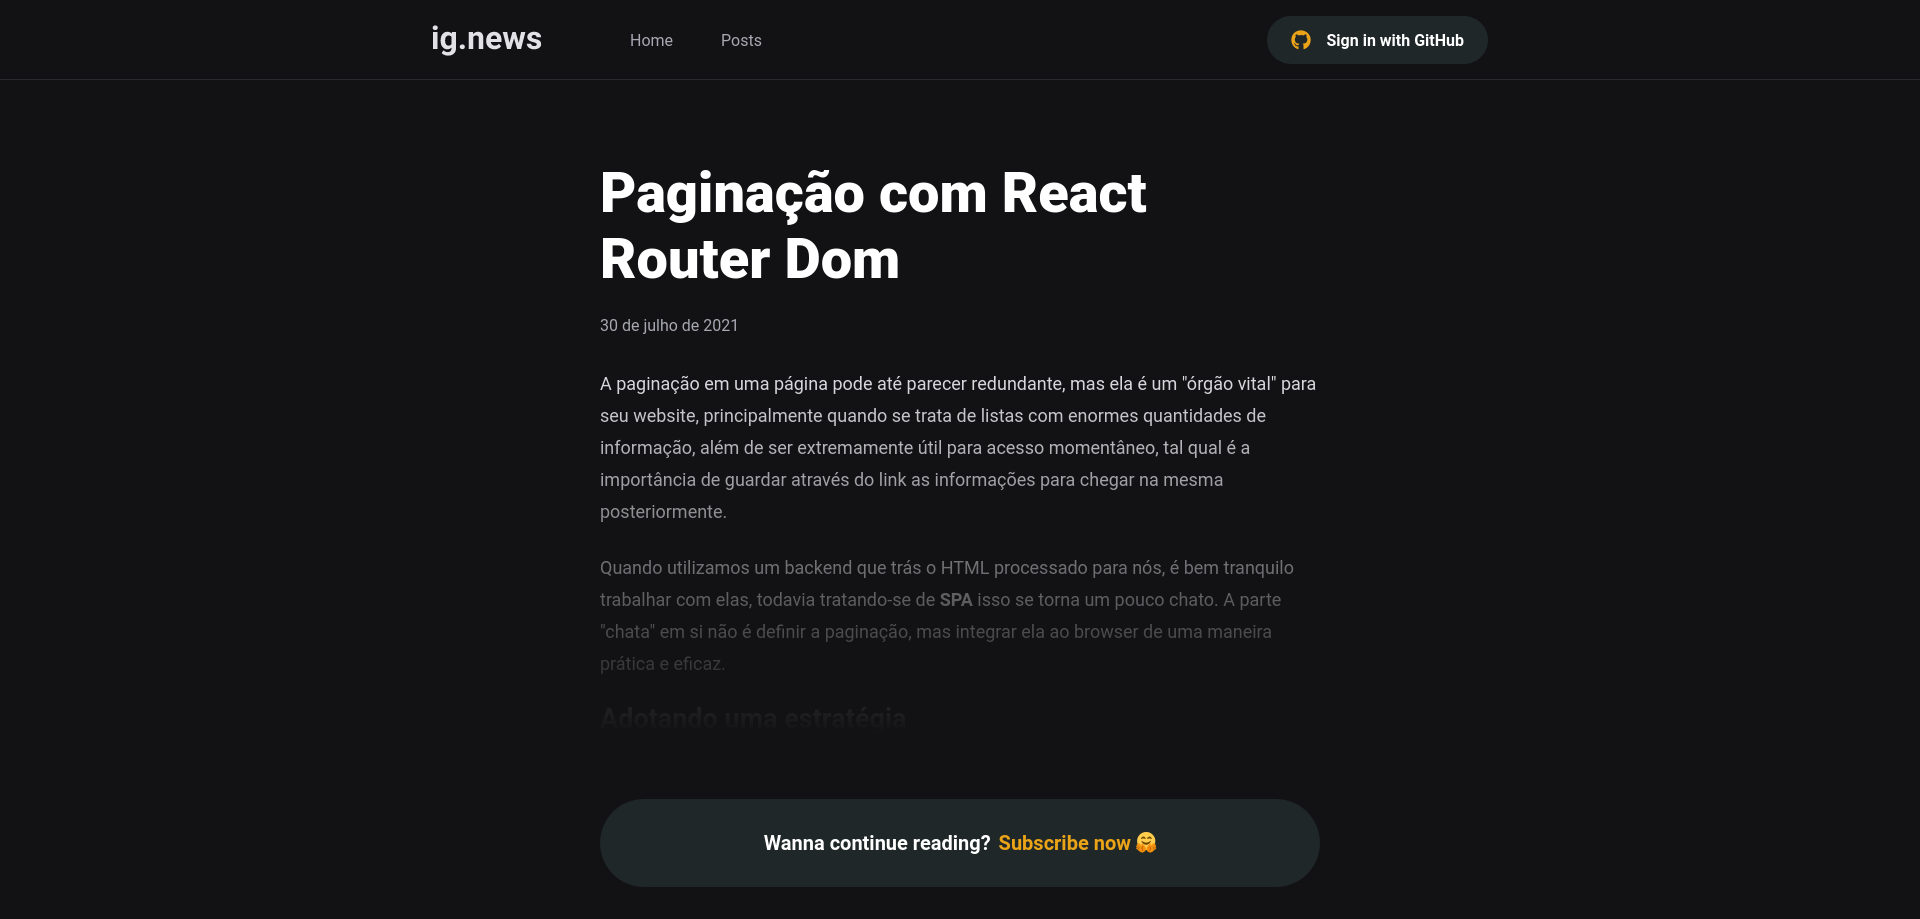 ig.news
Home
Posts
Sign in with GitHub
Paginação com React
Router Dom
30 de julho de 2021
A paginação em uma página pode até parecer redundante, mas ela é um "órgão vital" para
seu website, principalmente quando se trata de listas com enormes quantidades de
informação, além de ser extremamente útil para acesso momentâneo, tal qual é a
importância de guardar através do link as informações para chegar na mesma
posteriormente.
Quando utilizamos um backend que trás o HTML processado para nós, é bem tranquilo
trabalhar com elas, todavia tratando-se de SPA isso se torna um pouco chato. A parte
"chata" em si não é definir a paginação, mas integrar ela ao browser de uma maneira
prática e eficaz.
Adotando uma estratégia
Wanna continue reading? Subscribe now 🤗